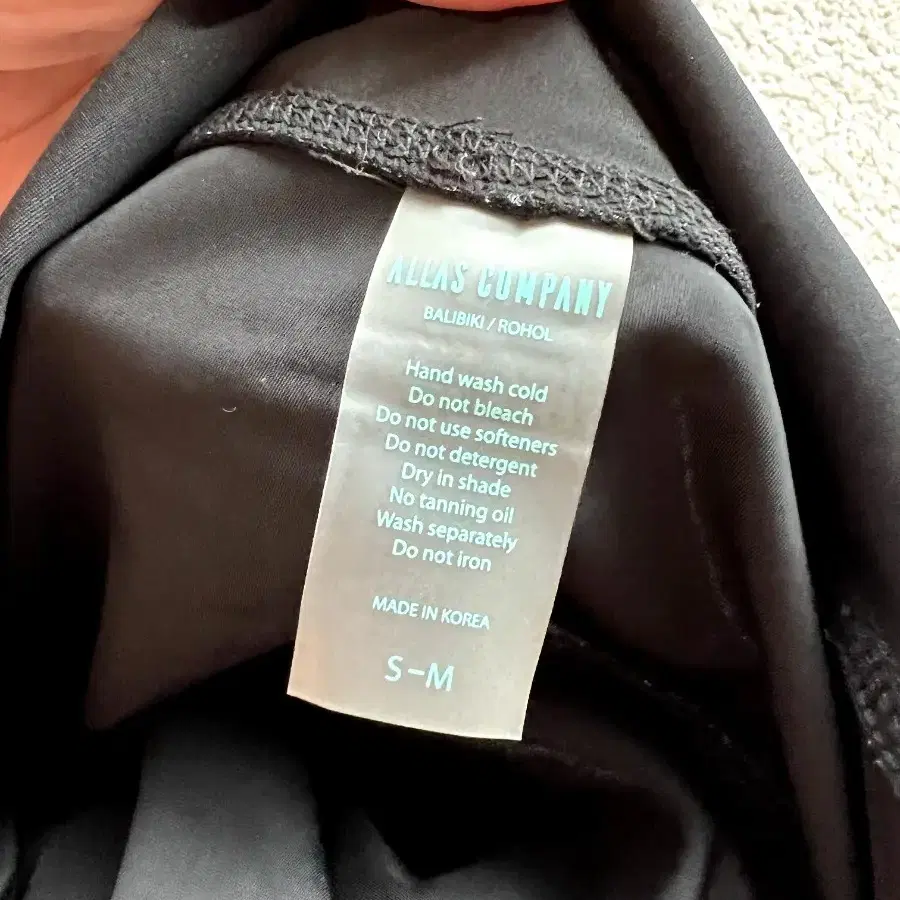 ALLAS COMPANY
BALIBIKI / ROHOL
Hand wash cold
Do not bleach
Do not use softeners
Do not detergent
Dry in shade
No tanning oil
Wash separately
Do not iron
MADE IN KOREA
S-M